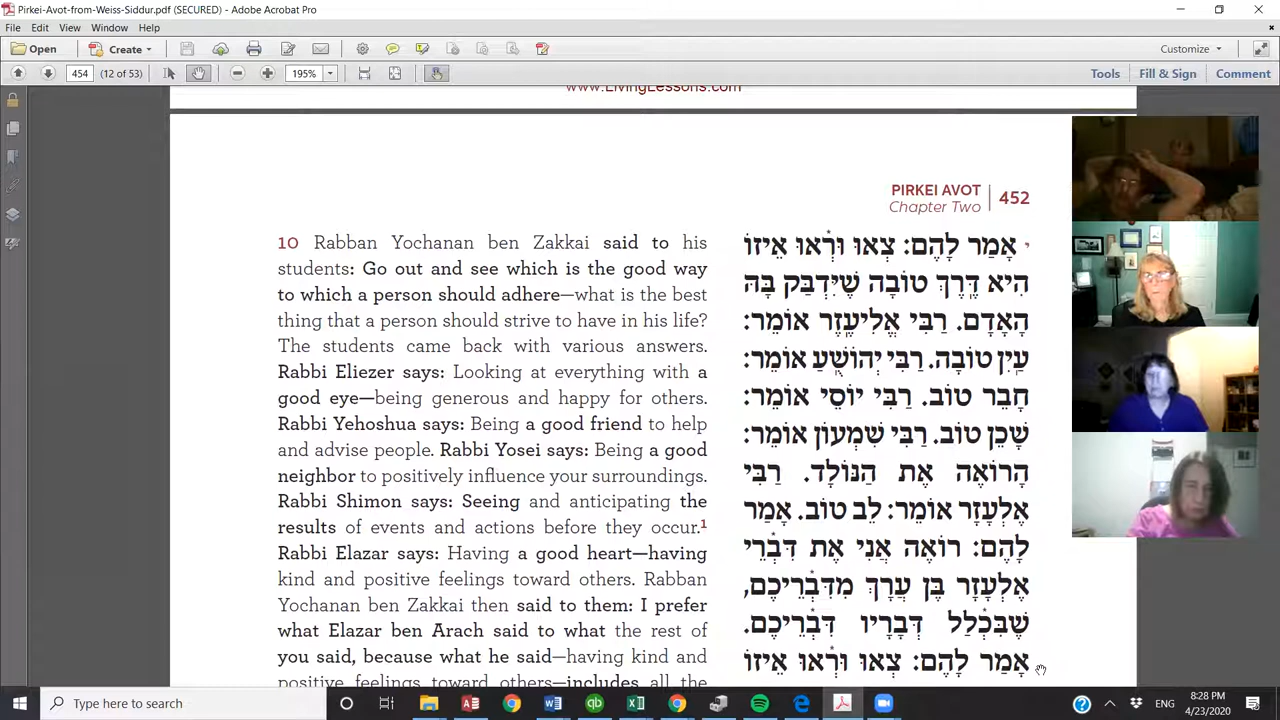 Pirkei-Avot-from-Weiss-Siddur.pdf (SECURED) - Adobe Acrobat Pro
File Edit View Window Help
Open Create Customize
454 (12 of 53) 195% Tools Fill & Sign Comment
www.LivingLessons.com
PIRKEI AVOT
Chapter Two
452
10 Rabban Yochanan ben Zakkai said to his
students: Go out and see which is the good way
to which a person should adhere—what is the best
thing that a person should strive to have in his life?
The students came back with various answers.
Rabbi Eliezer says: Looking at everything with a
good eye—being generous and happy for others.
Rabbi Yehoshua says: Being a good friend to help
and advise people. Rabbi Yosei says: Being a good
neighbor to positively influence your surroundings.
Rabbi Shimon says: Seeing and anticipating the
results of events and actions before they occur.1
Rabbi Elazar says: Having a good heart—having
kind and positive feelings toward others. Rabban
Yochanan ben Zakkai then said to them: I prefer
what Elazar ben Arach said to what the rest of
you said, because what he said—having kind and
positive feelings toward others—includes all the
י אָמַר לָהֶם: צְאוּ וּרְאוּ אֵיזוֹ
הִיא דֶּרֶךְ טוֹבָה שֶׁיִּדְבַּק בָּהּ
הָאָדָם. רַבִּי אֱלִיעֶזֶר אוֹמֵר:
עַיִן טוֹבָה. רַבִּי יְהוֹשֻׁעַ אוֹמֵר:
חָבֵר טוֹב. רַבִּי יוֹסֵי אוֹמֵר:
שָׁכֵן טוֹב. רַבִּי שִׁמְעוֹן אוֹמֵר:
הָרוֹאֶה אֶת הַנּוֹלָד. רַבִּי
אֶלְעָזָר אוֹמֵר: לֵב טוֹב. אָמַר
לָהֶם: רוֹאֶה אֲנִי אֶת דִּבְרֵי
אֶלְעָזָר בֶּן עֲרָךְ מִדִּבְרֵיכֶם,
שֶׁבִּכְלַל דְּבָרָיו דִּבְרֵיכֶם.
אָמַר לָהֶם: צְאוּ וּרְאוּ אֵיזוֹ
Type here to search
ENG
8:28 PM
4/23/2020